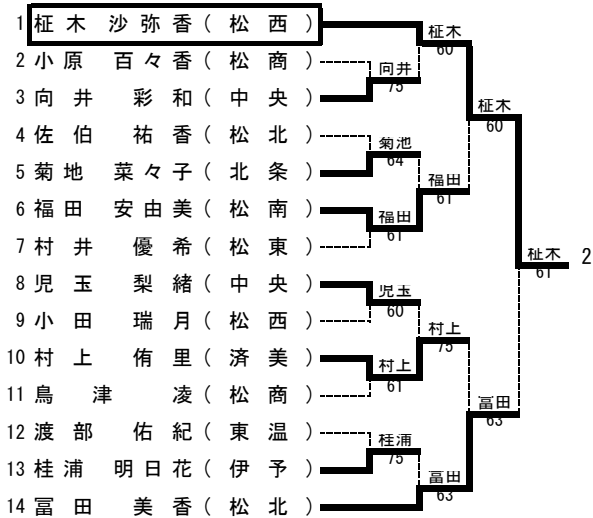 1 柾木 沙弥香(松西)
2 小原 百々香(松商)
3 向井 彩和(中央)
4 佐伯 祐香(松北)
5 菊地 菜々子(北条)
6 福田 安由美(松南)
7 村井 優希(松東)
8 児玉 梨緒(中央)
9 小田 瑞月(松西)
10 村上 侑里(済美)
11 鳥津 凌(松商)
12 渡部 佑紀(東温)
13 桂浦 明日花(伊予)
14 冨田 美香(松北)
柾木
60
向井
75
柾木
60
菊池
64
福田
61
福田
61
柾木
61
2
児玉
60
村上
75
村上
61
冨田
63
桂浦
75
冨田
63